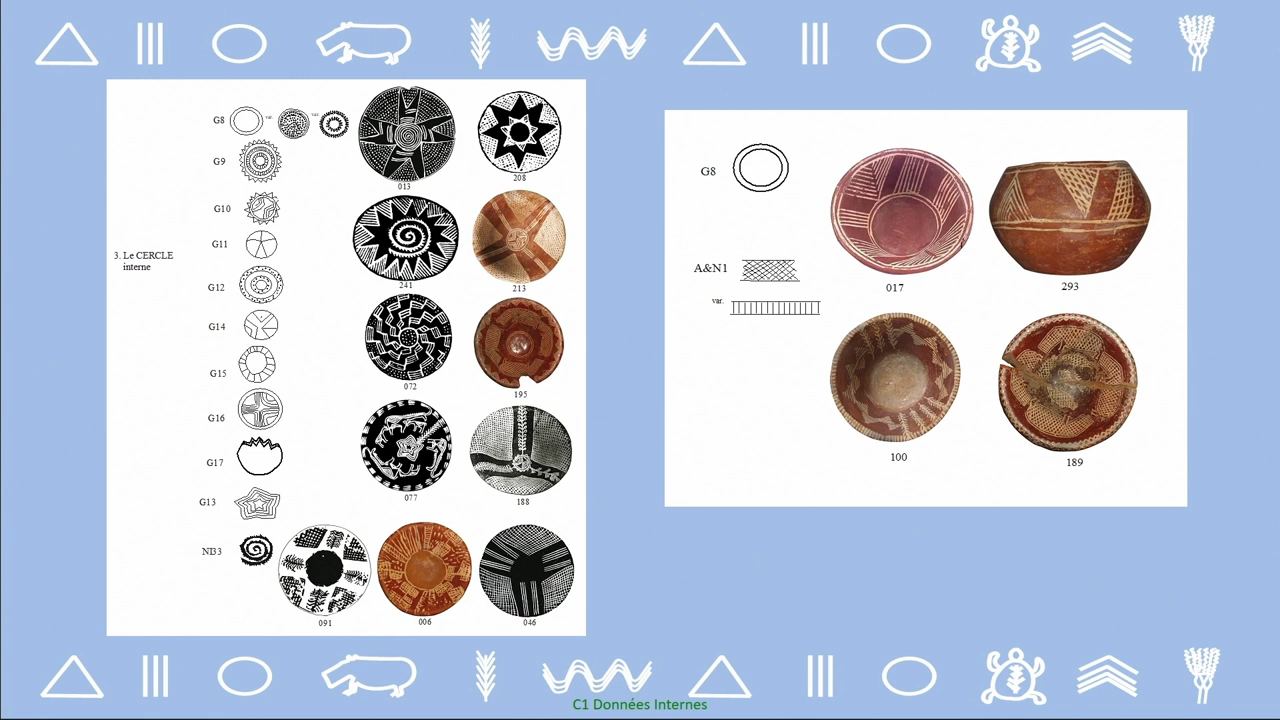 G8
var.
var.
013
208
G9
G10
G11
3. Le CERCLE
interne
241
213
G12
G14
G15
072
195
G16
G17
077
188
G13
NB3
091
006
046
G8
017
293
A&N1
var.
100
189
C1 Données Internes